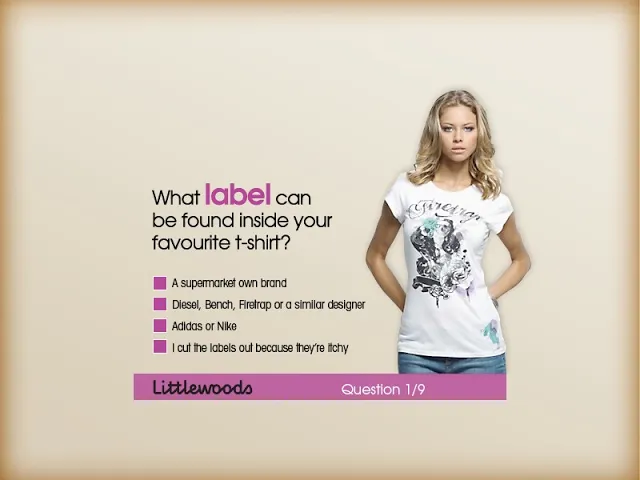 What label can
be found inside your
favourite t-shirt?
A supermarket own brand
Diesel, Bench, Firetrap or a similar designer
Adidas or Nike
I cut the labels out because they're itchy
Littlewoods
Question 1/9
Firetrap